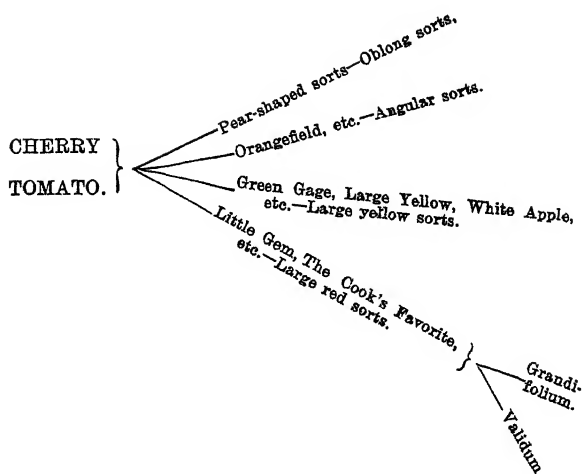 CHERRY
TOMATO.
Pear-shaped sorts—Oblong sorts.
Orangefield, etc.—Angular sorts.
Green Gage, Large Yellow, White Apple,
etc.—Large yellow sorts.
Little Gem, The Cook's Favorite,
etc.—Large red sorts.
Grandi-
folium.
Validum